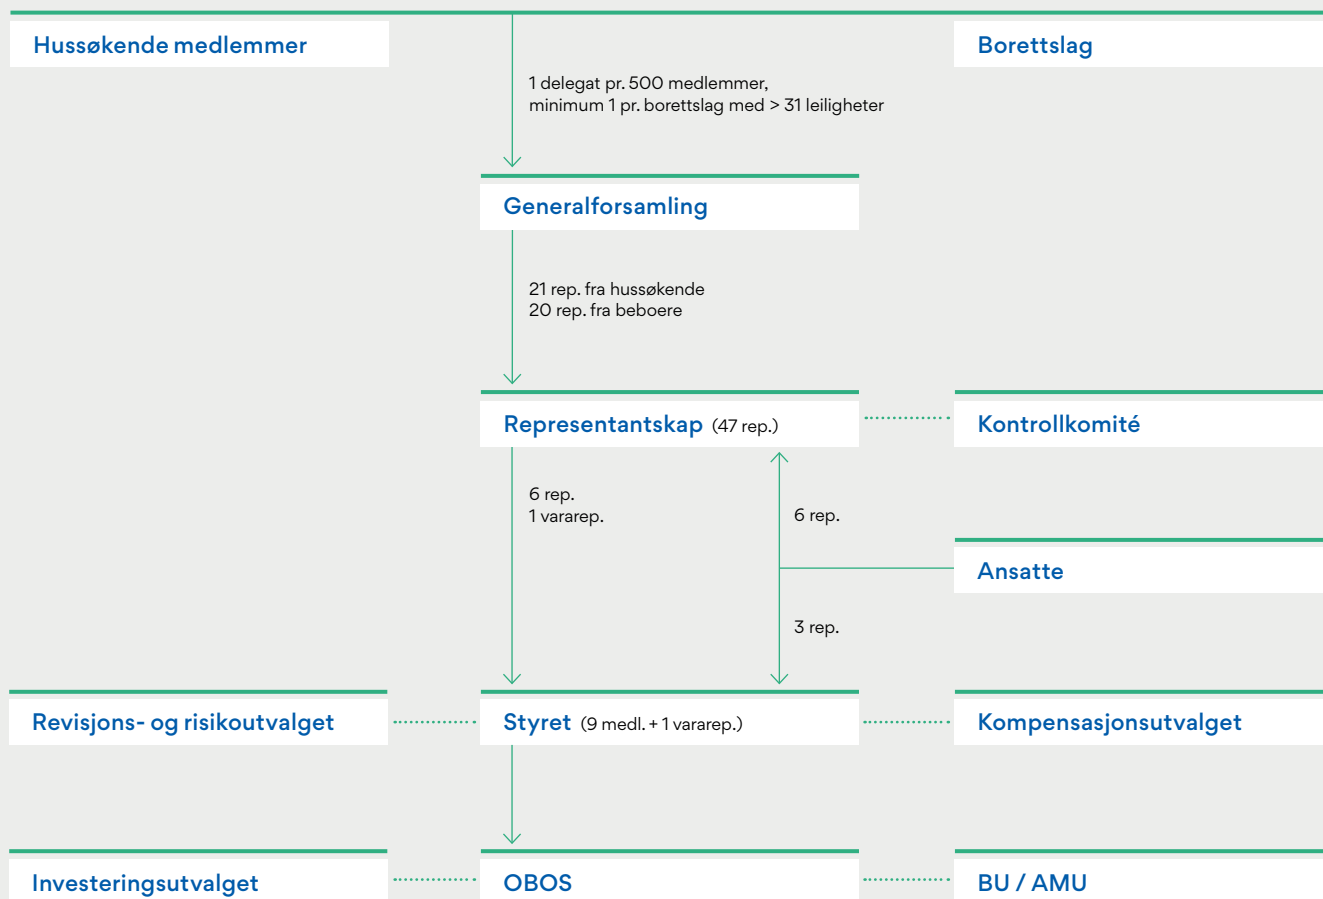 Hussøkende medlemmer
Borettslag
1 delegat pr. 500 medlemmer,
minimum 1 pr. borettslag med > 31 leiligheter
Generalforsamling
21 rep. fra hussøkende
20 rep. fra beboere
Representantskap (47 rep.)
Kontrollkomité
6 rep.
1 vararep.
6 rep.
Ansatte
3 rep.
Revisjons- og risikoutvalget
Styret (9 medl. + 1 vararep.)
Kompensasjonsutvalget
Investeringsutvalget
OBOS
BU / AMU